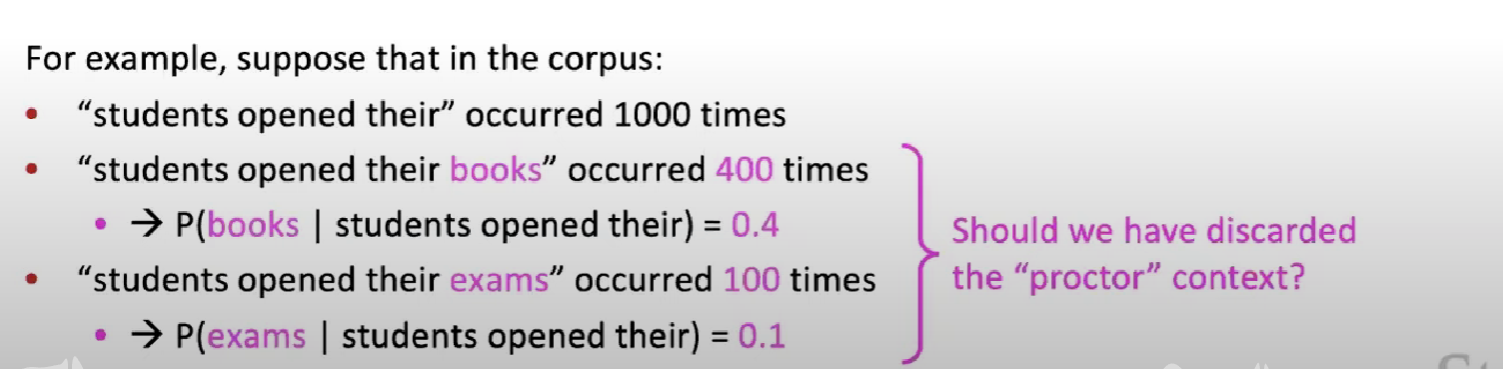 For example, suppose that in the corpus:
• “students opened their” occurred 1000 times
• “students opened their books” occurred 400 times
• → P(books | students opened their) = 0.4
• “students opened their exams” occurred 100 times
• → P(exams | students opened their) = 0.1
Should we have discarded
the “proctor” context?